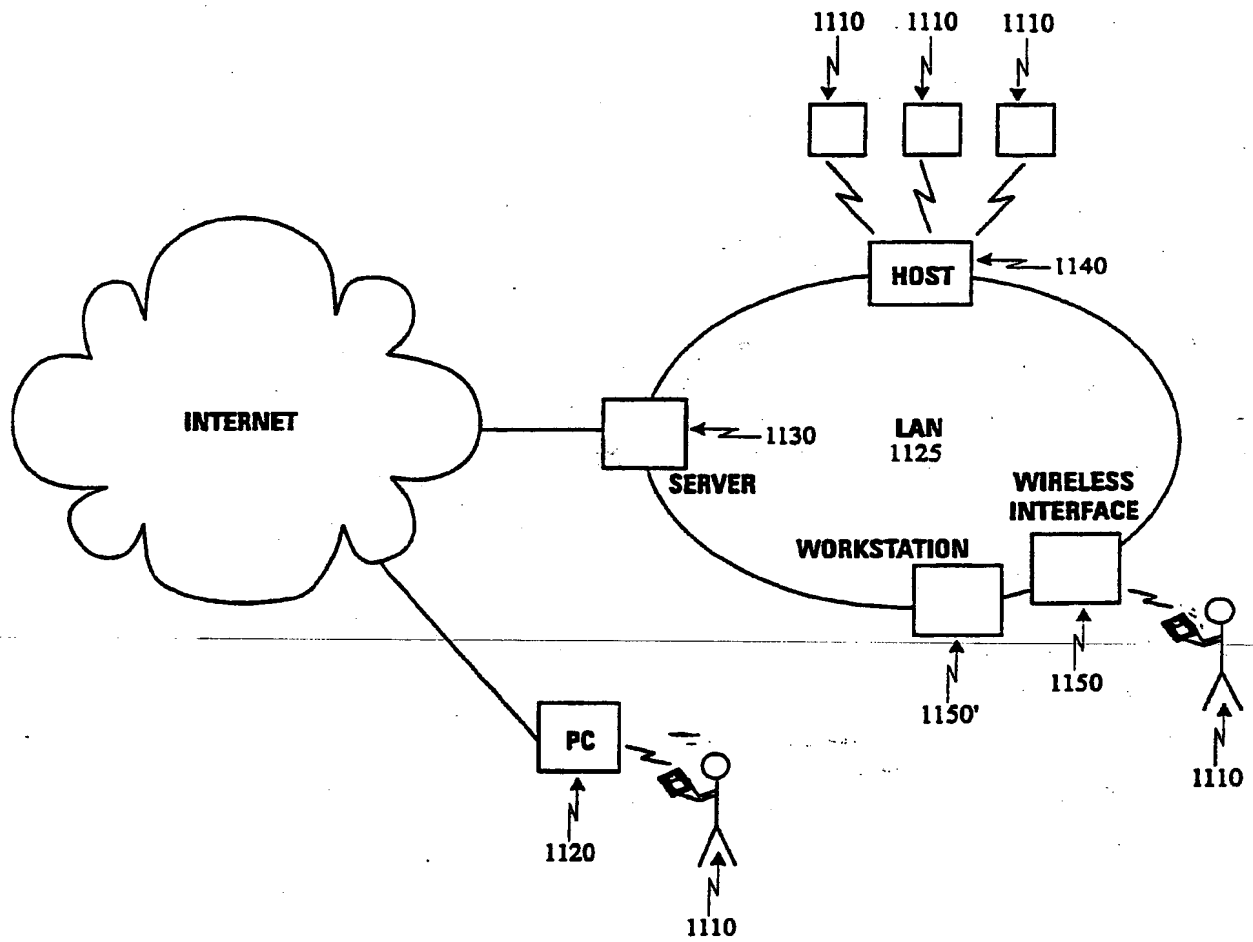 1110 1110 1110
HOST
1140
INTERNET
1130
SERVER
LAN
1125
WIRELESS
INTERFACE
WORKSTATION
1150
1150'
1110
PC
1120
1110